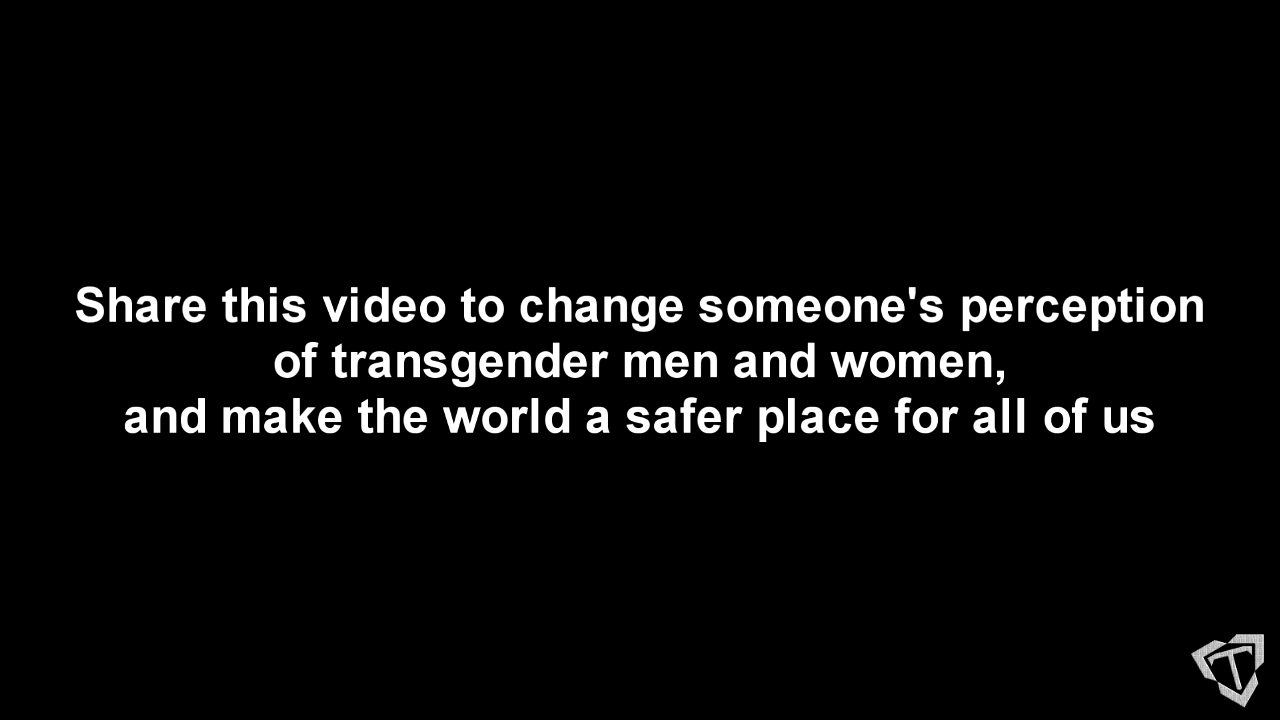 Share this video to change someone's perception
of transgender men and women,
and make the world a safer place for all of us
T